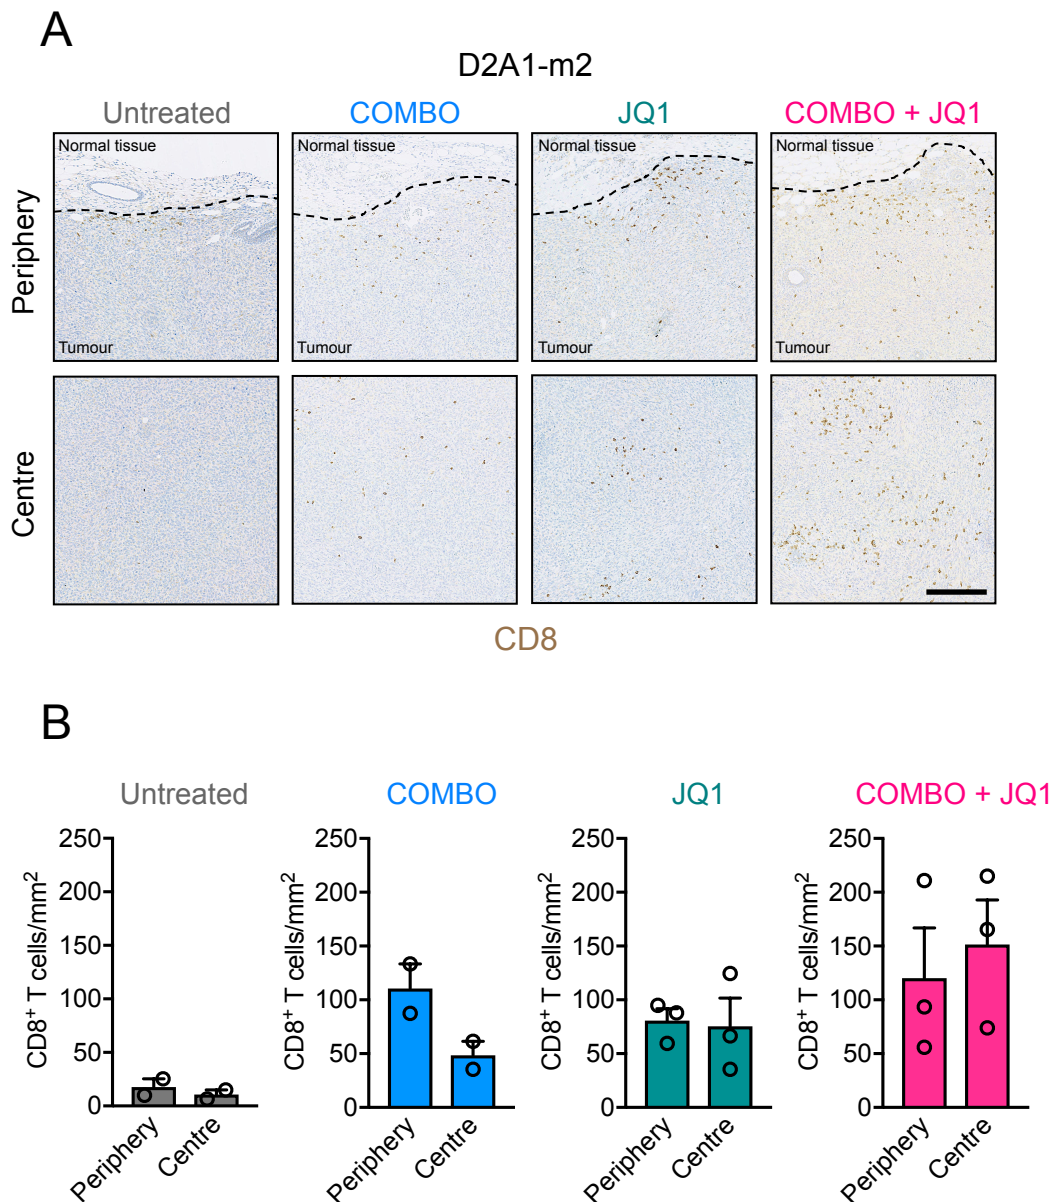 A
D2A1-m2
Untreated COMBO JQ1 COMBO + JQ1
Periphery
Normal tissue Normal tissue Normal tissue Normal tissue
Tumour Tumour Tumour Tumour
Centre
CD8
B
Untreated COMBO JQ1 COMBO + JQ1
CD8⁺ T cells/mm²
250
200
150
100
50
0
Periphery Centre
CD8⁺ T cells/mm²
250
200
150
100
50
0
Periphery Centre
CD8⁺ T cells/mm²
250
200
150
100
50
0
Periphery Centre
CD8⁺ T cells/mm²
250
200
150
100
50
0
Periphery Centre